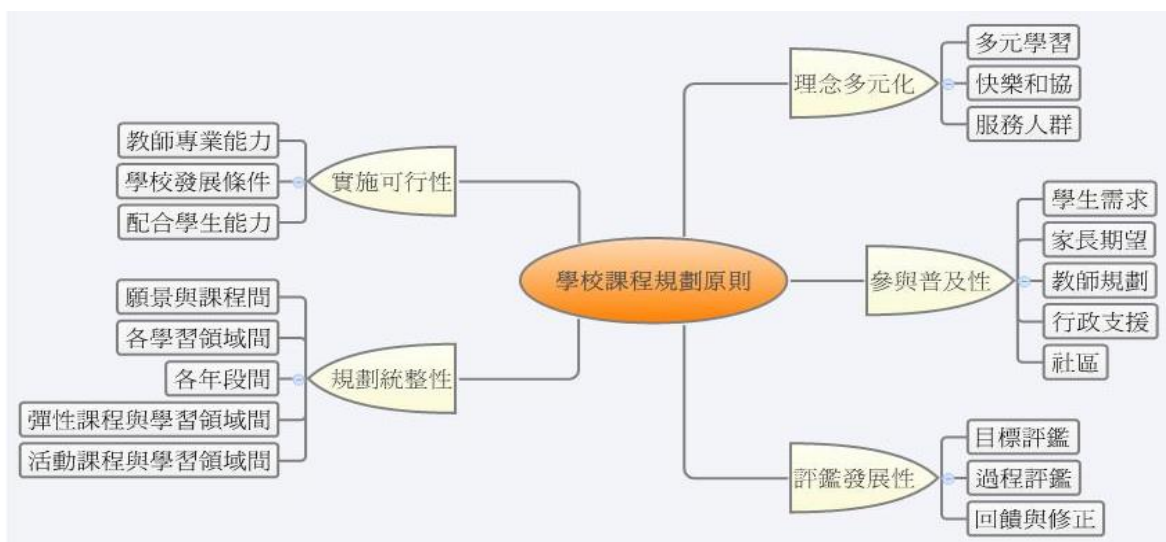 學校課程規劃原則
理念多元化
多元學習
快樂和協
服務人群
參與普及性
學生需求
家長期望
教師規劃
行政支援
社區
評鑑發展性
目標評鑑
過程評鑑
回饋與修正
實施可行性
教師專業能力
學校發展條件
配合學生能力
規劃統整性
願景與課程間
各學習領域間
各年段間
彈性課程與學習領域間
活動課程與學習領域間